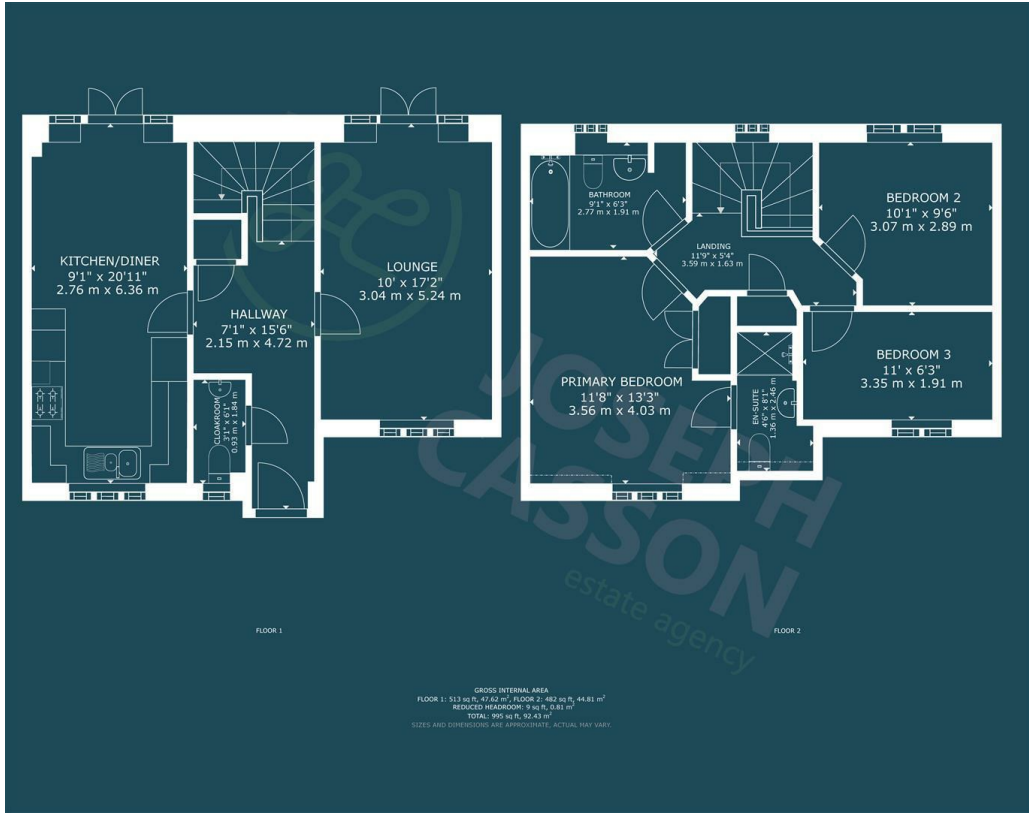 KITCHEN/DINER
9'1" x 20'11"
2.76 m x 6.36 m
HALLWAY
7'1" x 15'6"
2.15 m x 4.72 m
LOUNGE
10' x 17'2"
3.04 m x 5.24 m
CLOAKROOM
3'1" x 6'1"
0.93 m x 1.84 m
FLOOR 1
BATHROOM
9'1" x 6'3"
2.77 m x 1.91 m
LANDING
11'9" x 5'4"
3.59 m x 1.63 m
BEDROOM 2
10'1" x 9'6"
3.07 m x 2.89 m
PRIMARY BEDROOM
11'8" x 13'3"
3.56 m x 4.03 m
EN-SUITE
4'6" x 8'1"
1.36 m x 2.46 m
BEDROOM 3
11' x 6'3"
3.35 m x 1.91 m
FLOOR 2
JOSEPH
CASSON
estate agency
GROSS INTERNAL AREA
FLOOR 1: 513 sq ft, 47.62 m², FLOOR 2: 482 sq ft, 44.81 m²
REDUCED HEADROOM: 9 sq ft, 0.81 m²
TOTAL: 995 sq ft, 92.43 m²
SIZES AND DIMENSIONS ARE APPROXIMATE, ACTUAL MAY VARY.